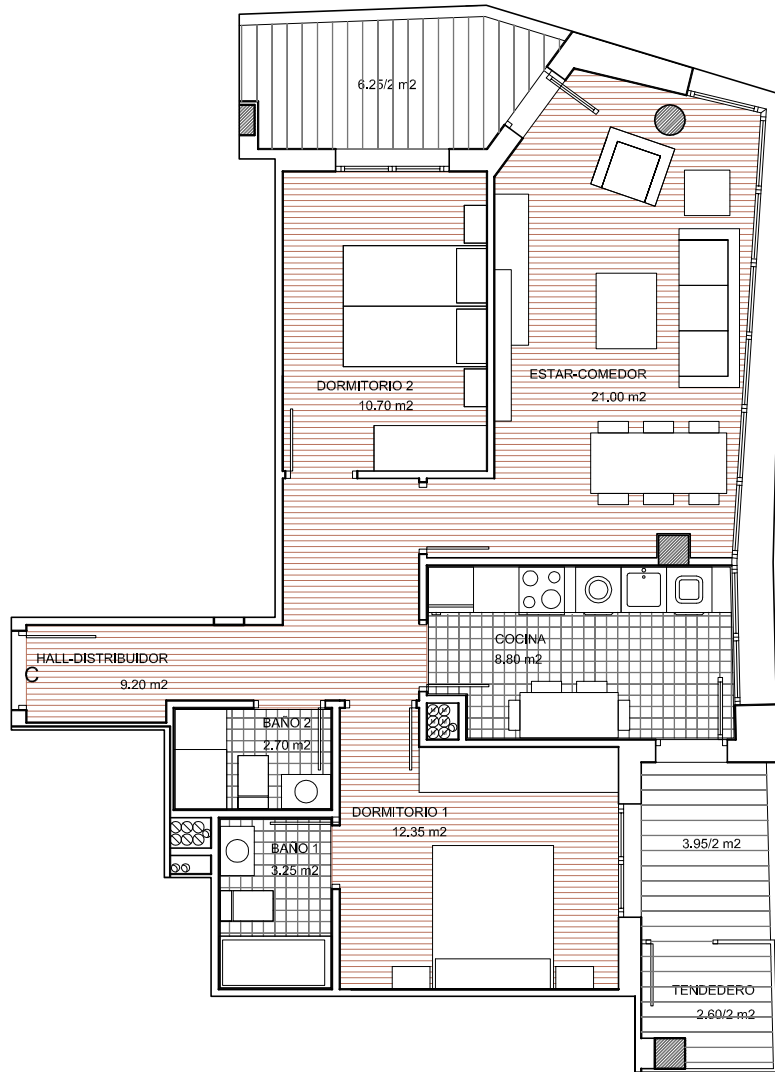 6.25/2 m2
DORMITORIO 2
10.70 m2
ESTAR-COMEDOR
21.00 m2
COCINA
8.80 m2
HALL-DISTRIBUIDOR
C
9.20 m2
BAÑO 2
2.70 m2
DORMITORIO 1
12.35 m2
BAÑO 1
3.25 m2
3.95/2 m2
TENDEDERO
2.60/2 m2